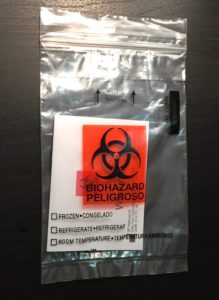 BIOHAZARD
PELIGROSO
FROZEN•CONGELADO
REFRIGERATE•REFRIGERAR
ROOM TEMPERATURE•TEMPERATURA AMBIENTE